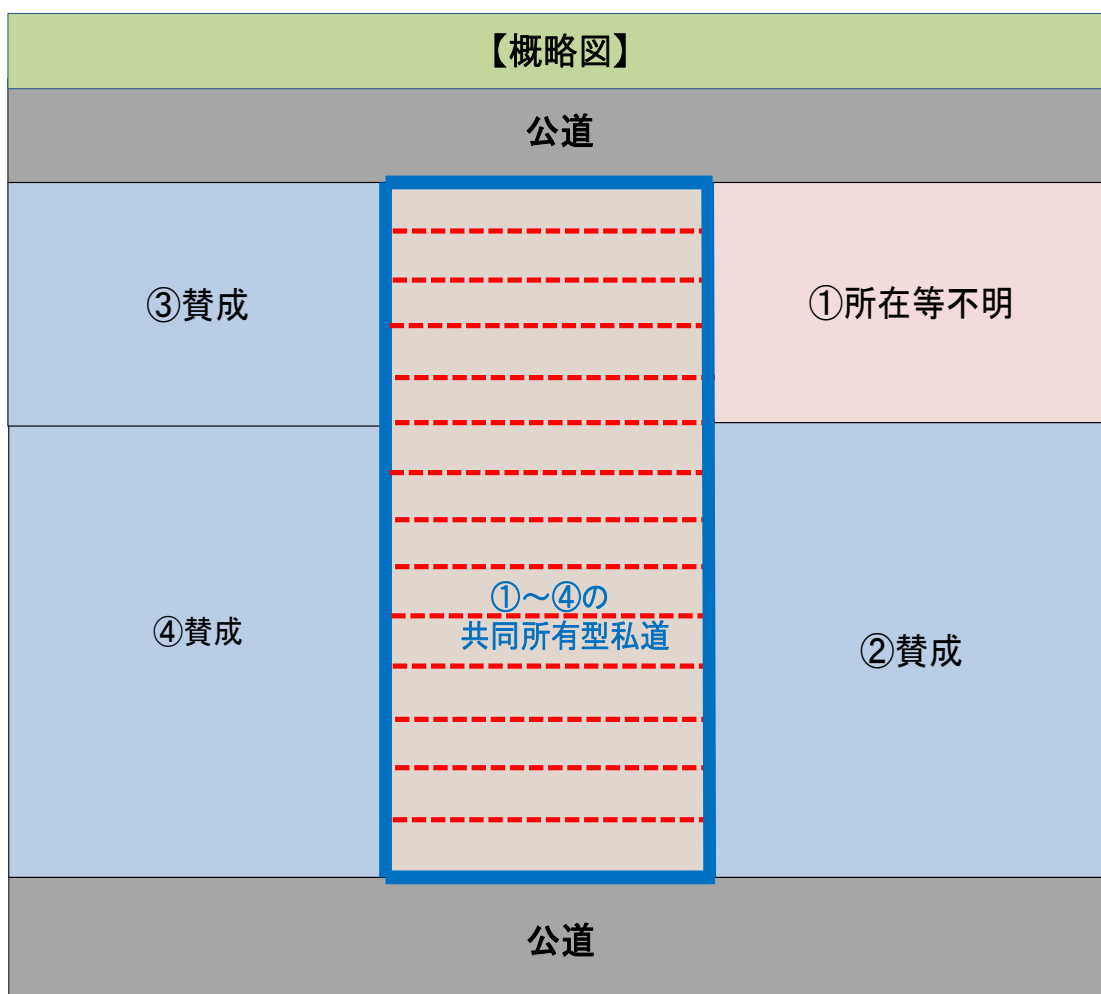 【概略図】
公道
③賛成
①所在等不明
④賛成
①～④の
共同所有型私道
②賛成
公道